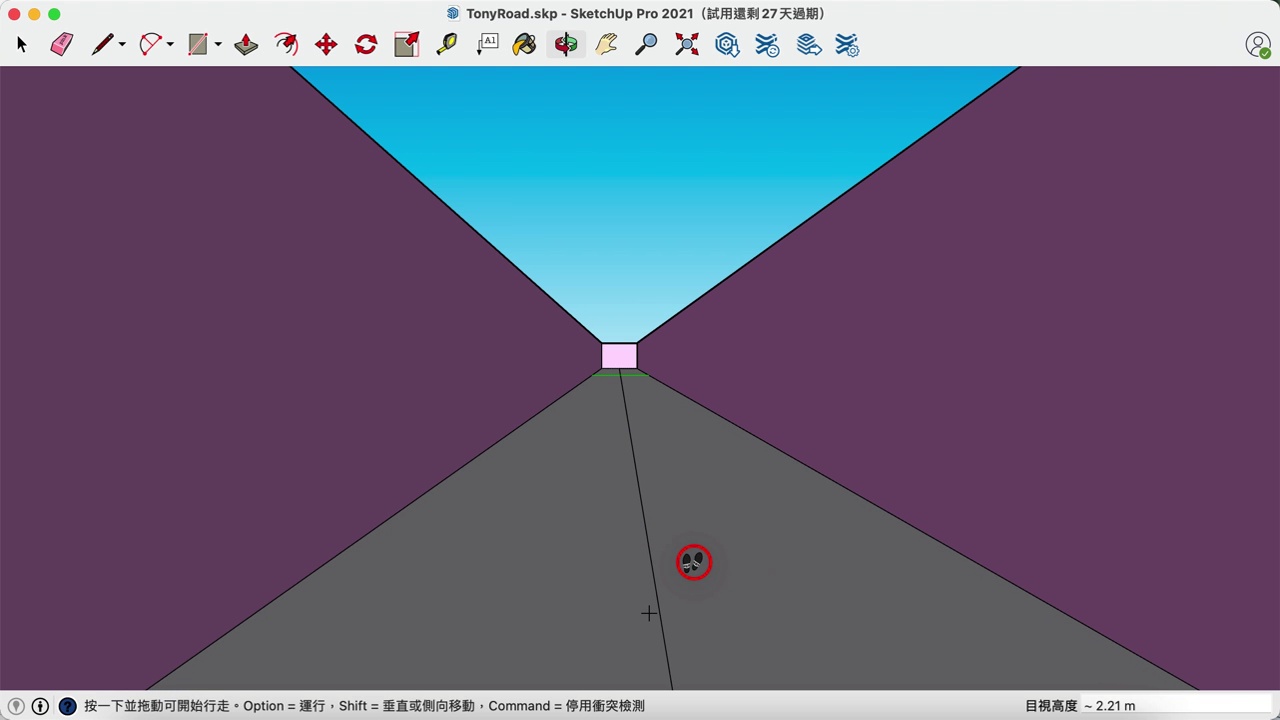 TonyRoad.skp - SketchUp Pro 2021（試用還剩 27 天過期）
A1
按一下並拖動可開始行走。Option = 運行，Shift = 垂直或側向移動，Command = 停用衝突檢測
目視高度 ~ 2.21 m